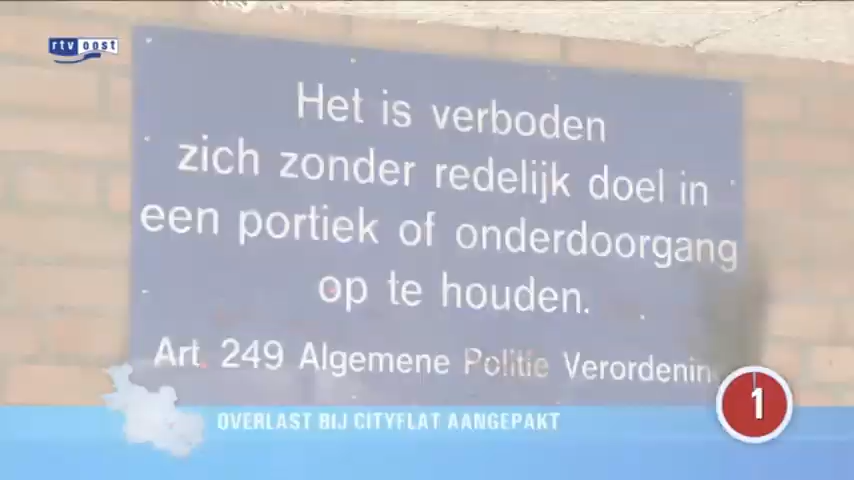 rtv oost
Het is verboden
zich zonder redelijk doel in
een portiek of onderdoorgang
op te houden.
Art. 249 Algemene Politie Verordenin
1
OVERLAST BIJ CITYFLAT AANGEPAKT